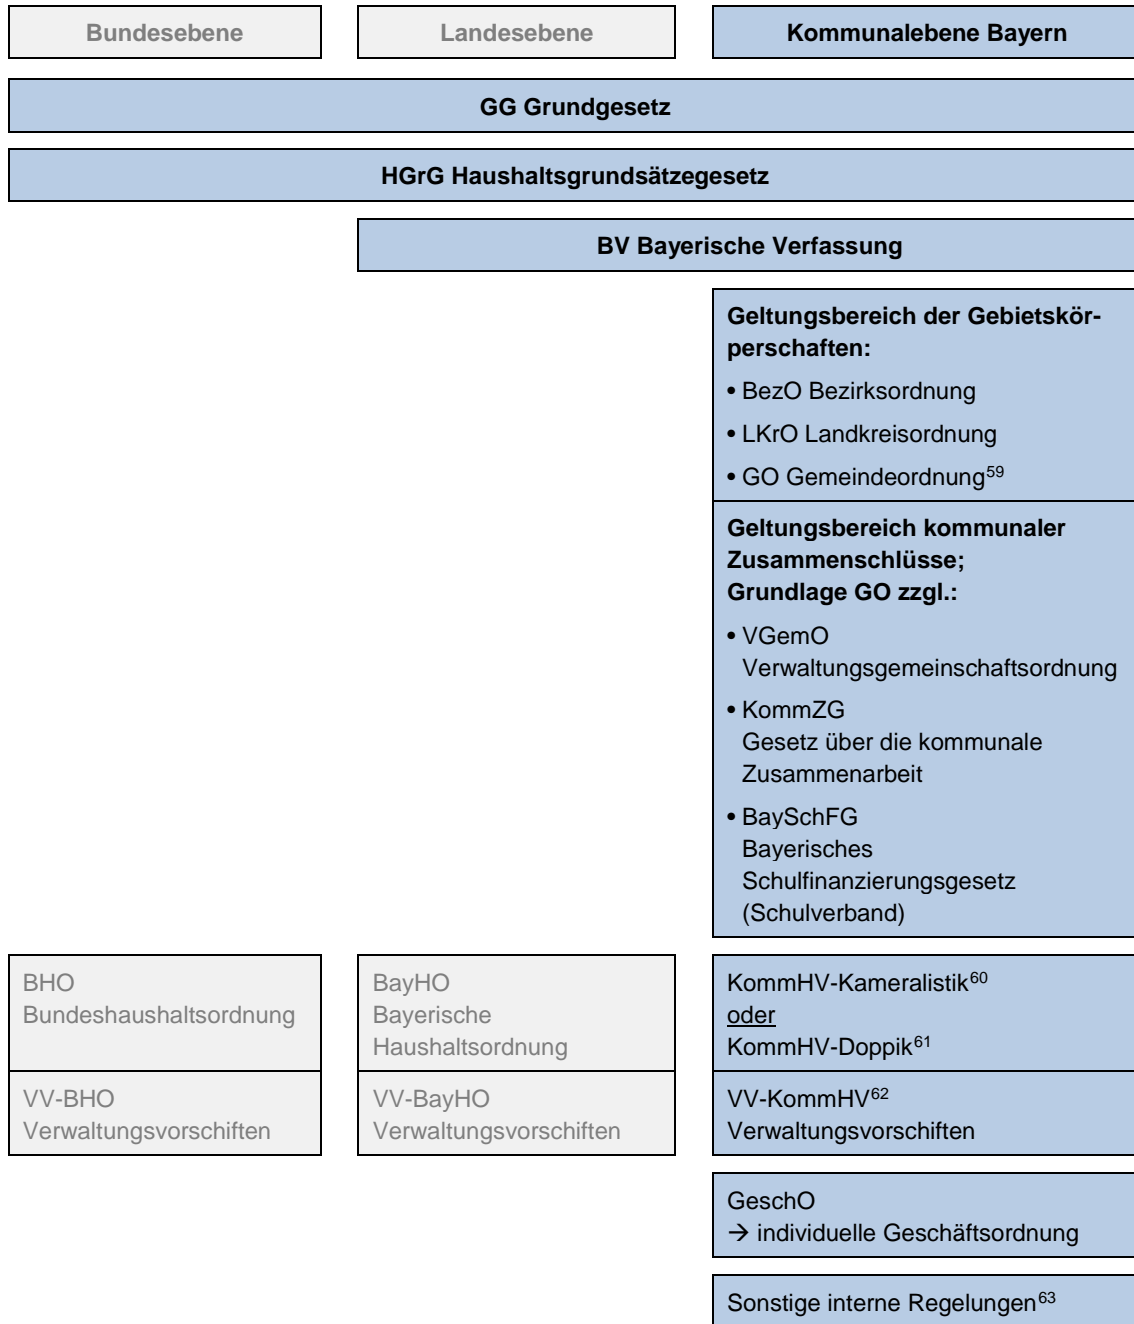 Bundesebene
Landesebene
Kommunalebene Bayern
GG Grundgesetz
HGrG Haushaltsgrundsätzegesetz
BV Bayerische Verfassung
Geltungsbereich der Gebietskör-
perschaften:
• BezO Bezirksordnung
• LKrO Landkreisordnung
• GO Gemeindeordnung59
Geltungsbereich kommunaler
Zusammenschlüsse;
Grundlage GO zzgl.:
• VGemO
Verwaltungsgemeinschaftsordnung
• KommZG
Gesetz über die kommunale
Zusammenarbeit
• BaySchFG
Bayerisches
Schulfinanzierungsgesetz
(Schulverband)
BHO
Bundeshaushaltsordnung
BayHO
Bayerische
Haushaltsordnung
KommHV-Kameralistik60
oder
KommHV-Doppik61
VV-BHO
Verwaltungsvorschiften
VV-BayHO
Verwaltungsvorschiften
VV-KommHV62
Verwaltungsvorschiften
GeschO
→ individuelle Geschäftsordnung
Sonstige interne Regelungen63